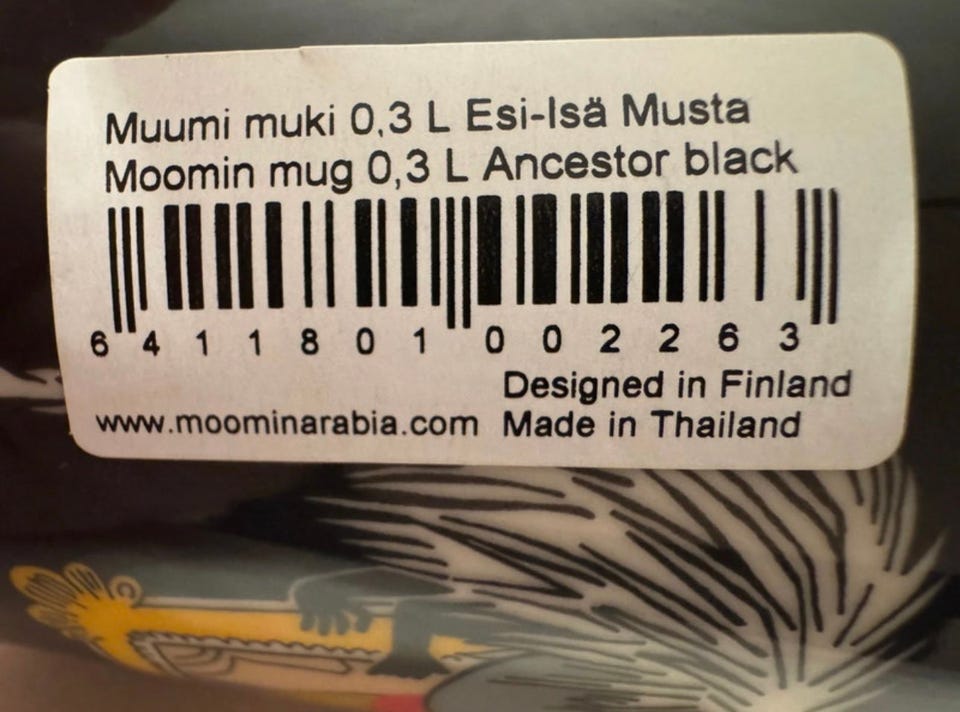 Muumi muki 0,3 L Esi-Isä Musta
Moomin mug 0,3 L Ancestor black
6 411801 002263
Designed in Finland
www.moominarabia.com Made in Thailand